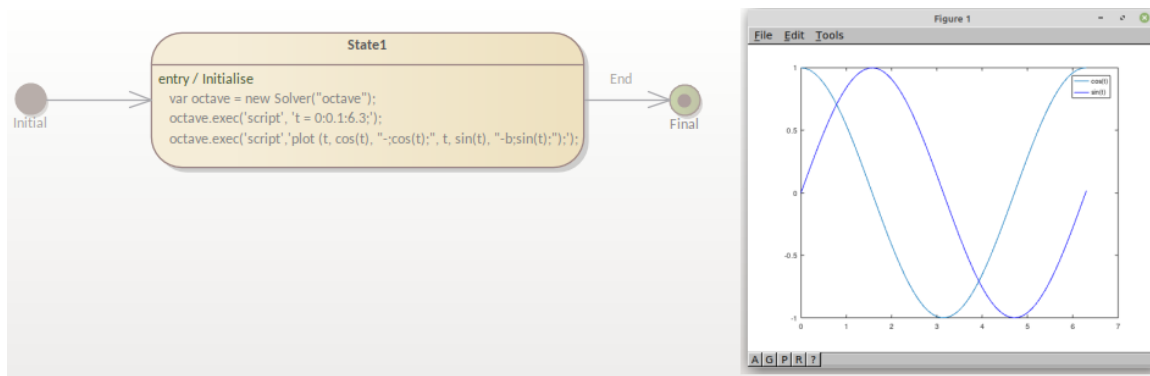 State1
entry / Initialise
var octave = new Solver("octave");
octave.exec('script', 't = 0:0.1:6.3;');
octave.exec('script','plot (t, cos(t), "-;cos(t);", t, sin(t), "-b;sin(t);");');
Initial
End
Final
Figure 1
File Edit Tools
cos(t)
sin(t)
1
0.5
0
-0.5
-1
0 1 2 3 4 5 6 7
A G P R ?